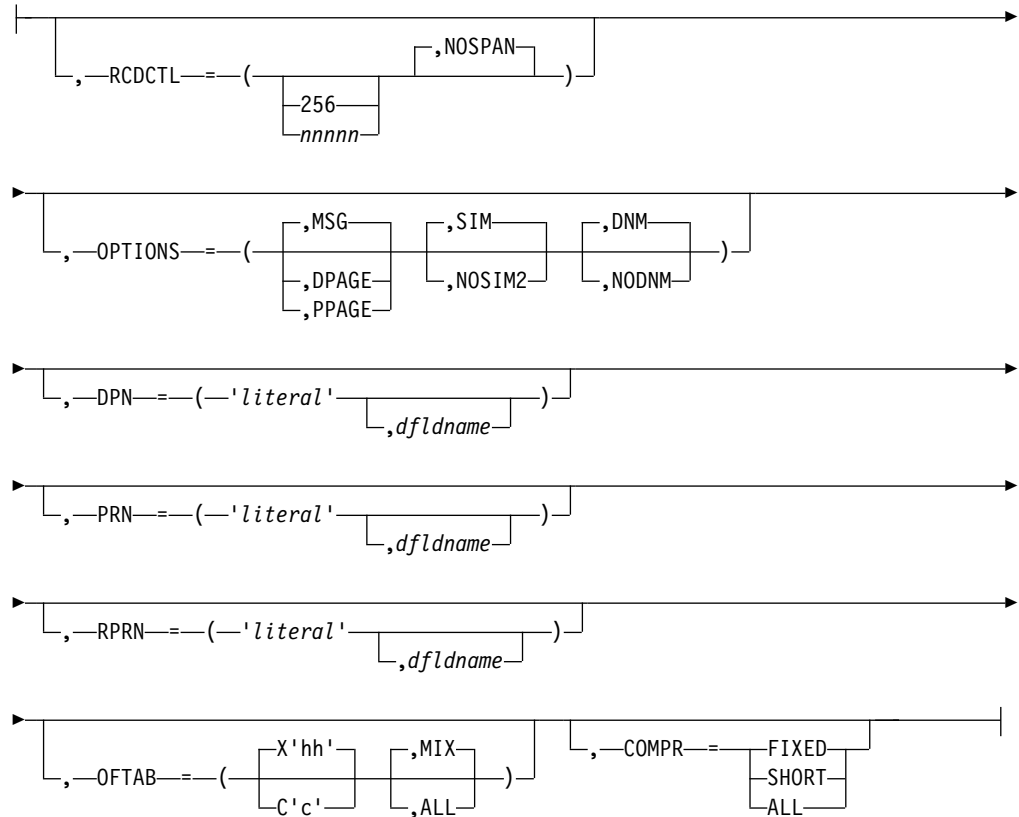 ,NOSPAN
, RCDCTL = ( )
256
nnnnn
,MSG ,SIM ,DNM
, OPTIONS = ( )
,DPAGE ,NOSIM2 ,NODNM
,PPAGE
, DPN = ( 'literal' )
,dfldname
, PRN = ( 'literal' )
,dfldname
, RPRN = ( 'literal' )
,dfldname
X'hh' ,MIX , COMPR = FIXED
, OFTAB = ( ) SHORT
C'c' ,ALL ALL